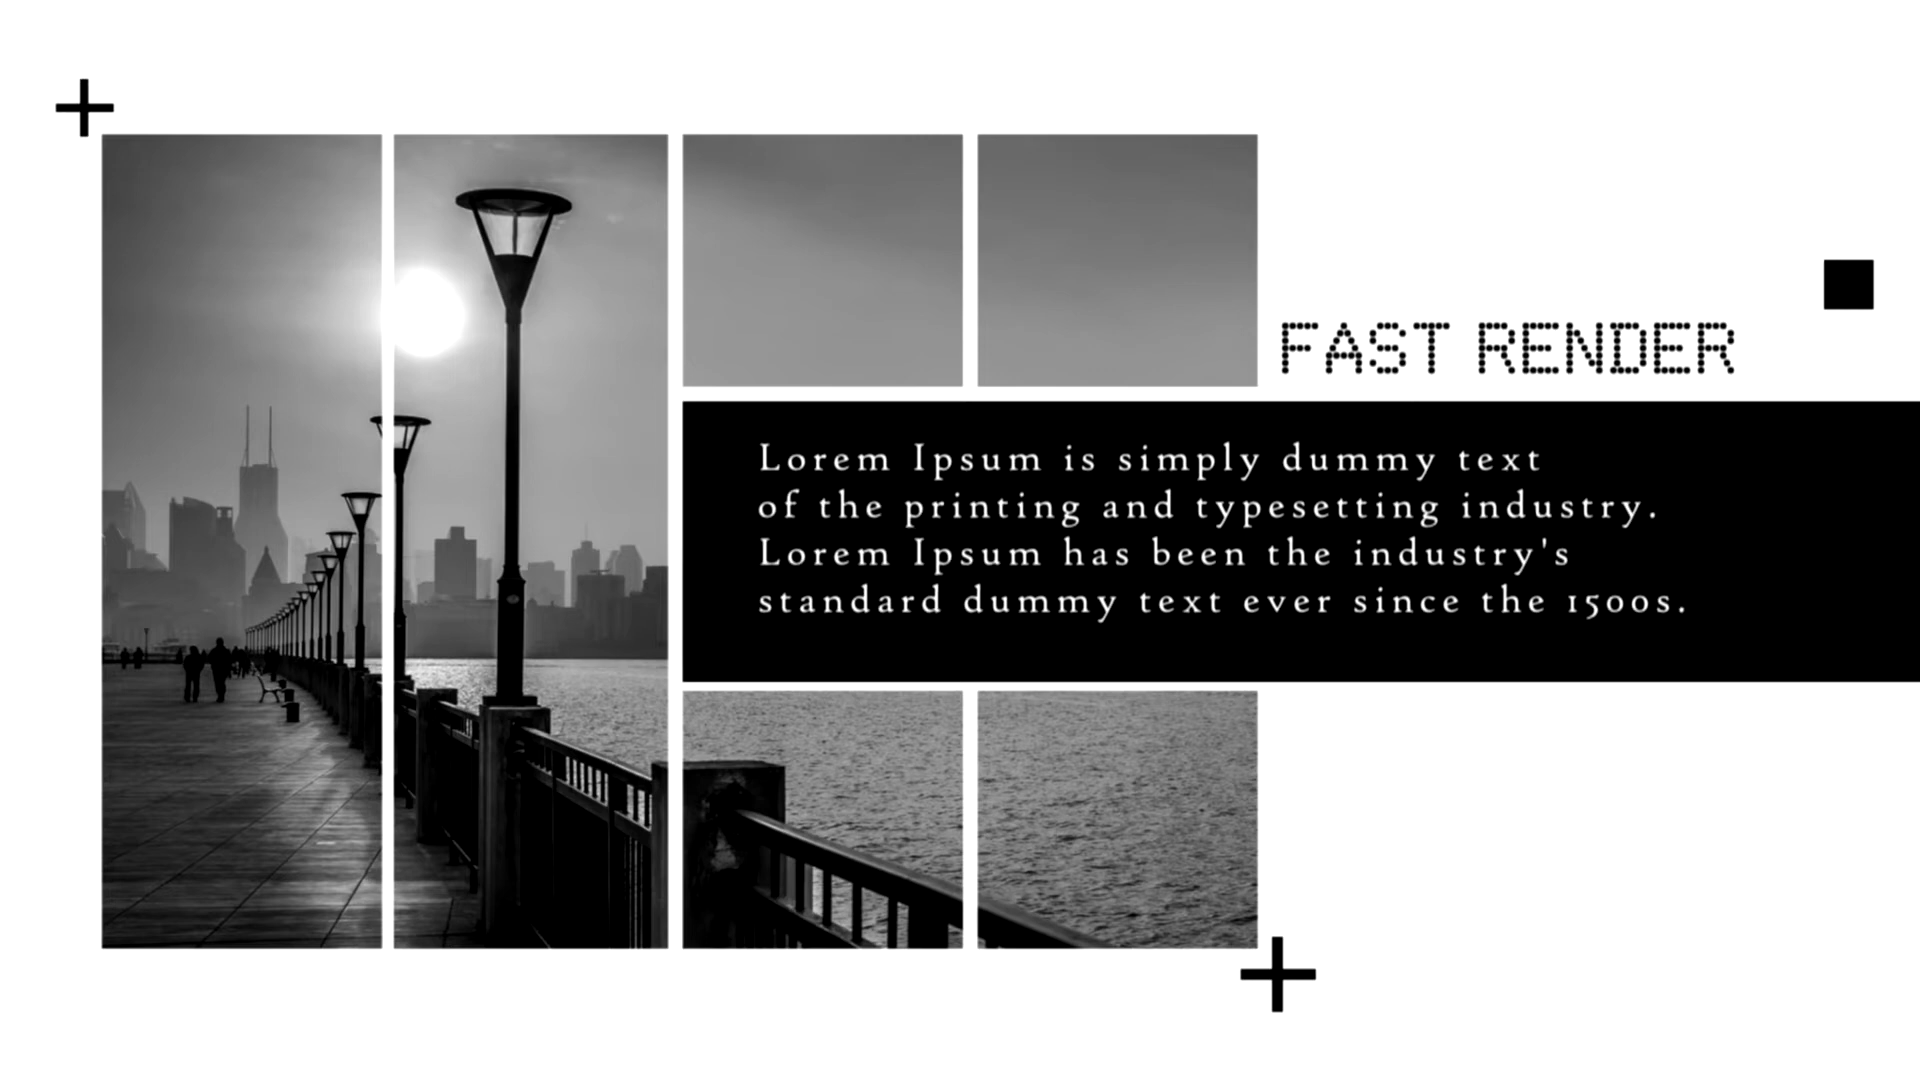 FAST RENDER
Lorem Ipsum is simply dummy text
of the printing and typesetting industry.
Lorem Ipsum has been the industry's
standard dummy text ever since the 1500s.